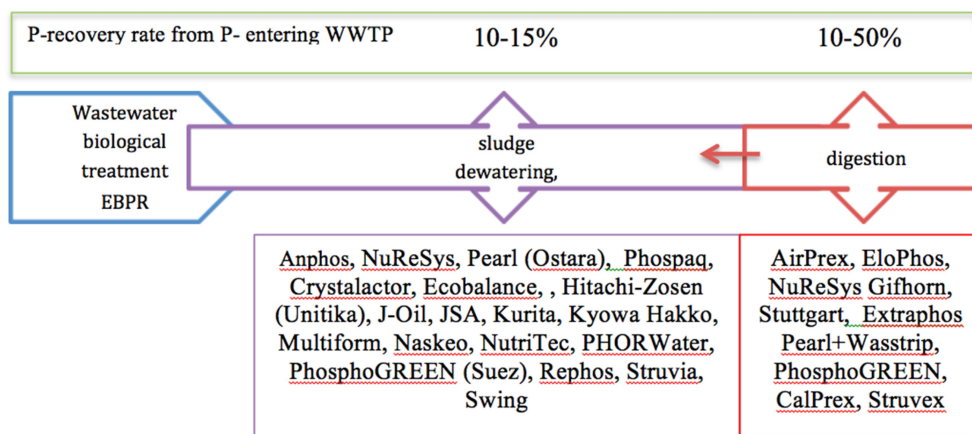 P-recovery rate from P- entering WWTP
10-15%
10-50%
Wastewater
biological
treatment
EBPR
sludge
dewatering,
digestion
Anphos, NuReSys, Pearl (Ostara), Phospaq,
Crystalactor, Ecobalance, , Hitachi-Zosen
(Unitika), J-Oil, JSA, Kurita, Kyowa Hakko,
Multiform, Naskeo, NutriTec, PHORWater,
PhosphoGREEN (Suez), Rephos, Struvia,
Swing
AirPrex, EloPhos,
NuReSys Gifhorn,
Stuttgart, Extraphos
Pearl+Wasstrip,
PhosphoGREEN,
CalPrex, Struvex